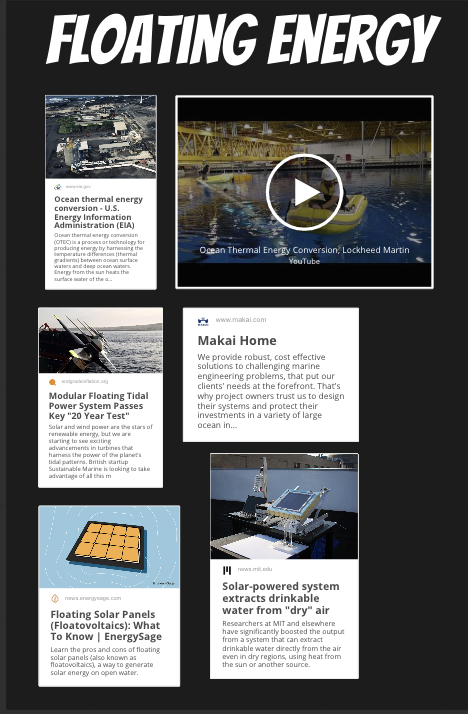 FLOATING ENERGY
www.eia.gov
Ocean thermal energy
conversion - U.S.
Energy Information
Administration (EIA)
Ocean thermal energy conversion
(OTEC) is a process or technology for
producing energy by harnessing the
temperature differences (thermal
gradients) between ocean surface
waters and deep ocean waters.
Energy from the sun heats the
surface water of the o...
Ocean Thermal Energy Conversion, Lockheed Martin
YouTube
Modular Floating Tidal
Power System Passes
Key "20 Year Test"
Solar and wind power are the stars of
renewable energy, but we are
starting to see exciting
advancements in turbines that
harness the power of the planet's
tidal patterns. British startup
Sustainable Marine is looking to take
advantage of all this m
www.makai.com
Makai Home
We provide robust, cost effective
solutions to challenging marine
engineering problems, that put our
clients' needs at the forefront. That's
why project owners trust us to design
their systems and protect their
investments in a variety of large
ocean in...
news.energysage.com
Floating Solar Panels
(Floatovoltaics): What
To Know | EnergySage
Learn the pros and cons of floating
solar panels (also known as
floatovoltaics), a way to generate
solar energy on open water.
news.mit.edu
Solar-powered system
extracts drinkable
water from "dry" air
Researchers at MIT and elsewhere
have significantly boosted the output
from a system that can extract
drinkable water directly from the air
even in dry regions, using heat from
the sun or another source.